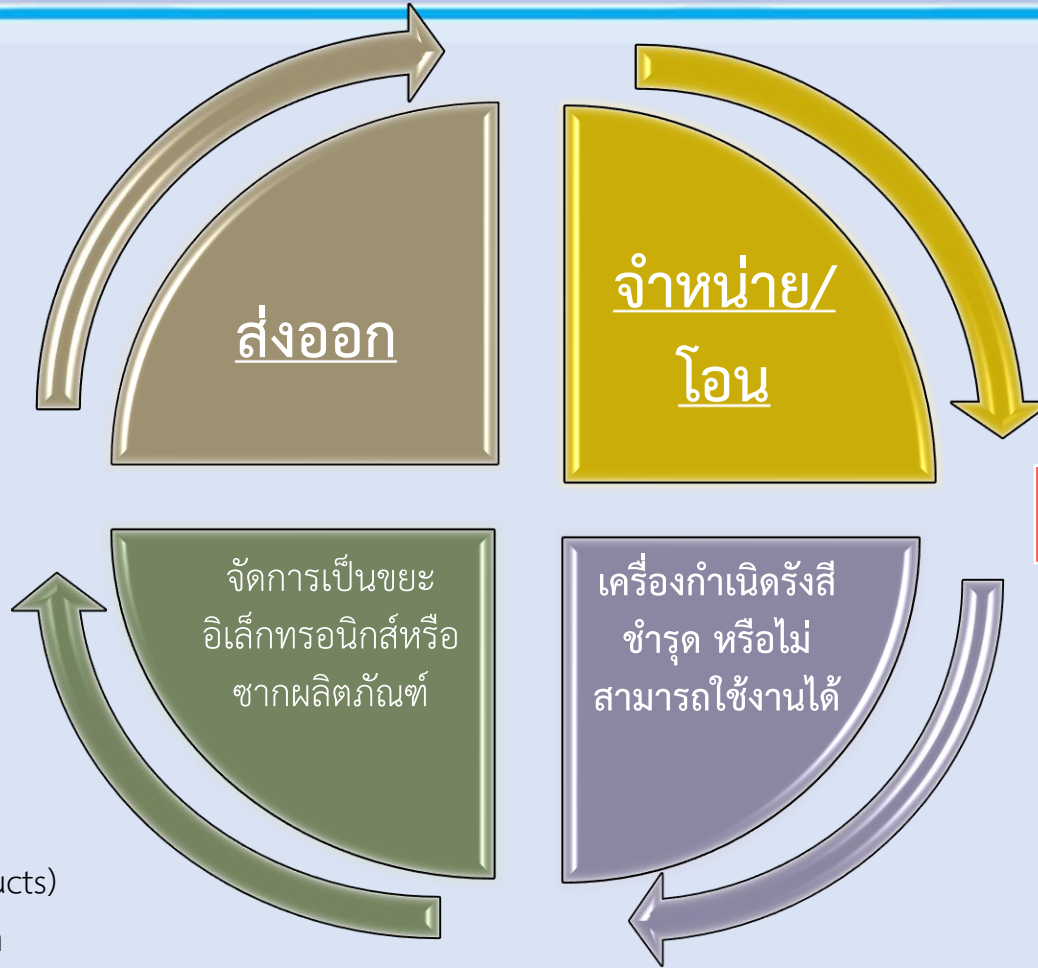 ส่งออก
จำหน่าย/
โอน
จัดการเป็นขยะ
อิเล็กทรอนิกส์หรือ
ซากผลิตภัณฑ์
เครื่องกำเนิดรังสี
ชำรุด หรือไม่
สามารถใช้งานได้
ucts)